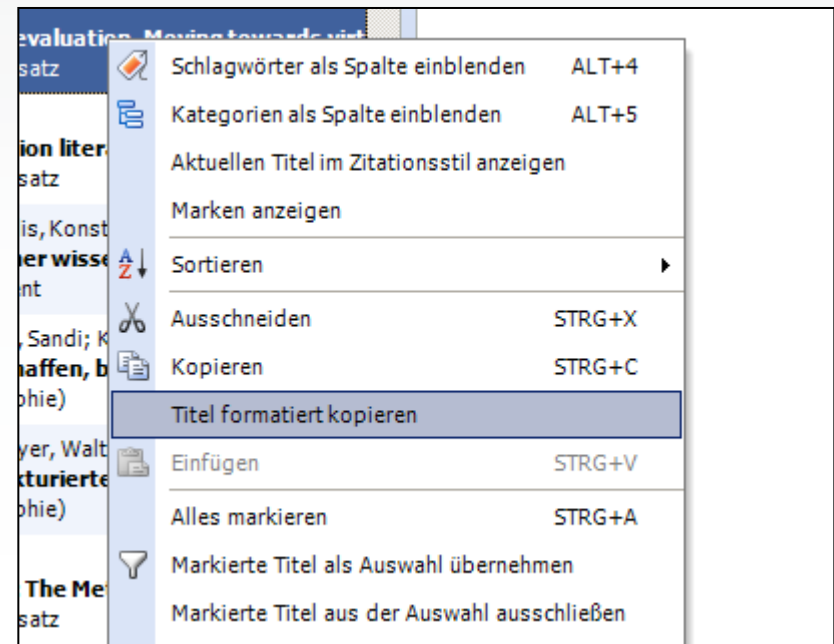 evaluation. Moving towards virt
satz
Schlagwörter als Spalte einblenden ALT+4
Kategorien als Spalte einblenden ALT+5
ion liter
satz
Aktuellen Titel im Zitationsstil anzeigen
is, Konst
Marken anzeigen
ner wisse
Sortieren
ent
Ausschneiden STRG+X
, Sandi; K
haffen, b
Kopieren STRG+C
phie)
Titel formatiert kopieren
yer, Walt
Einfügen STRG+V
kturierte
phie)
Alles markieren STRG+A
Markierte Titel als Auswahl übernehmen
The Me
Markierte Titel aus der Auswahl ausschließen
satz